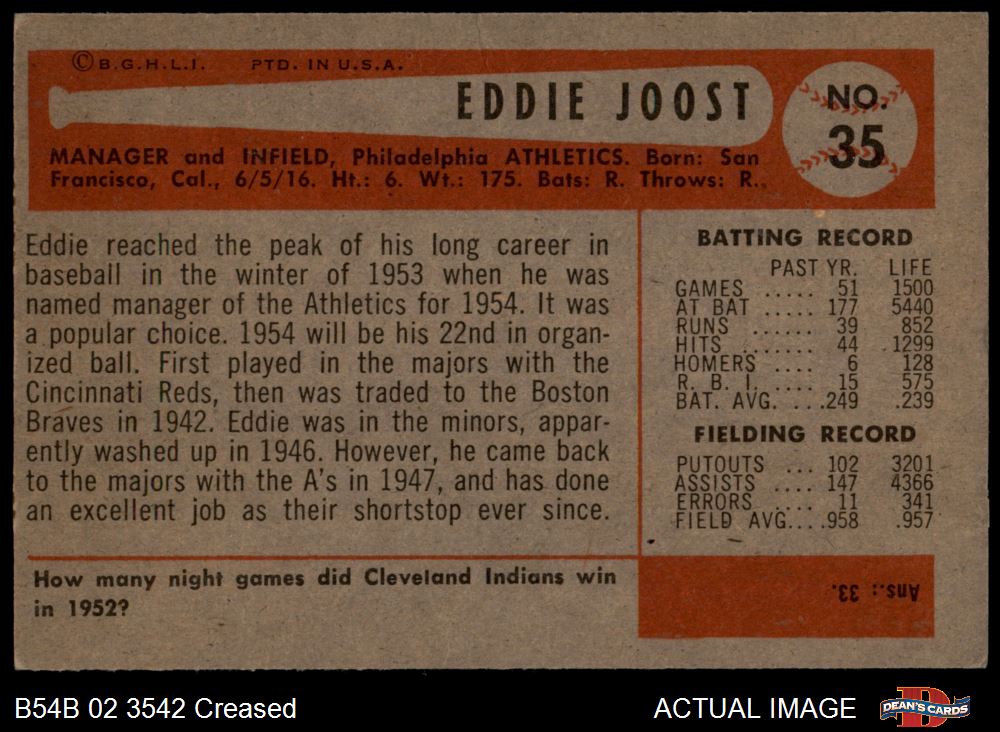 ©B.G.H.L.I. PTD. IN U.S.A.
EDDIE JOOST
NO.
35
MANAGER and INFIELD, Philadelphia ATHLETICS. Born: San
Francisco, Cal., 6/5/16. Ht.: 6. Wt.: 175. Bats: R. Throws: R..
Eddie reached the peak of his long career in
baseball in the winter of 1953 when he was
named manager of the Athletics for 1954. It was
a popular choice. 1954 will be his 22nd in organ-
ized ball. First played in the majors with the
Cincinnati Reds, then was traded to the Boston
Braves in 1942. Eddie was in the minors, appar-
ently washed up in 1946. However, he came back
to the majors with the A's in 1947, and has done
an excellent job as their shortstop ever since.
BATTING RECORD
PAST YR. LIFE
GAMES ..... 51 1500
AT BAT ..... 177 5440
RUNS ...... 39 852
HITS ....... 44 1299
HOMERS .... 6 128
R. B. I. .... 15 575
BAT. AVG. ...249 .239
FIELDING RECORD
PUTOUTS ... 102 3201
ASSISTS .... 147 4366
ERRORS ..... 11 341
FIELD AVG....958 .957
How many night games did Cleveland Indians win
in 1952?
Ans.: 33.
B54B 02 3542 Creased
ACTUAL IMAGE
D
DEAN'S CARDS